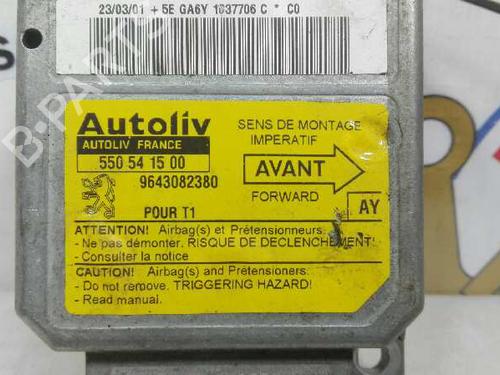 23/03/01 + 5E GA6Y 1837706 C * C0
Autoliv
AUTOLIV FRANCE
550 54 15 00
9643082380
POUR T1
SENS DE MONTAGE
IMPERATIF
AVANT
FORWARD
AY
ATTENTION! Airbag(s) et Prétensionneurs:
- Ne pas démonter. RISQUE DE DECLENCHEMENT!
- Consulter la notice
CAUTION! Airbag(s) and Pretensioners:
- Do not remove. TRIGGERING HAZARD!
- Read manual.
B-PARTS